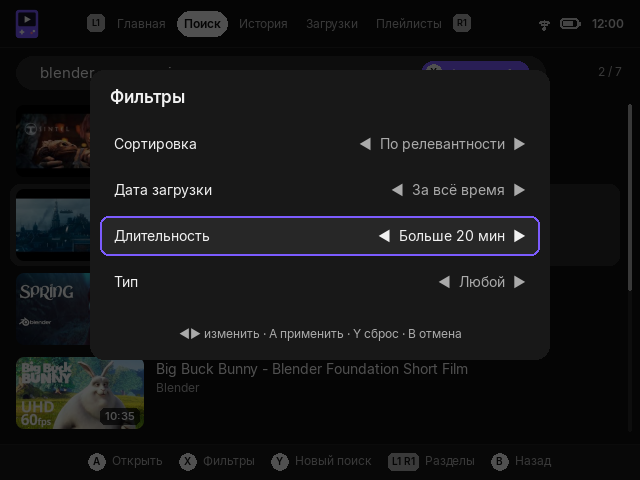 L1 Главная Поиск История Загрузки Плейлисты R1 12:00
blender
2 / 7
Фильтры
Сортировка ◀ По релевантности ▶
Дата загрузки ◀ За всё время ▶
Длительность ◀ Больше 20 мин ▶
Тип ◀ Любой ▶
◀▶ изменить · A применить · Y сброс · B отмена
SPRING
blender
Big Buck BUNNY
UHD
60fps
10:35
Big Buck Bunny - Blender Foundation Short Film
Blender
A Открыть X Фильтры Y Новый поиск L1 R1 Разделы B Назад